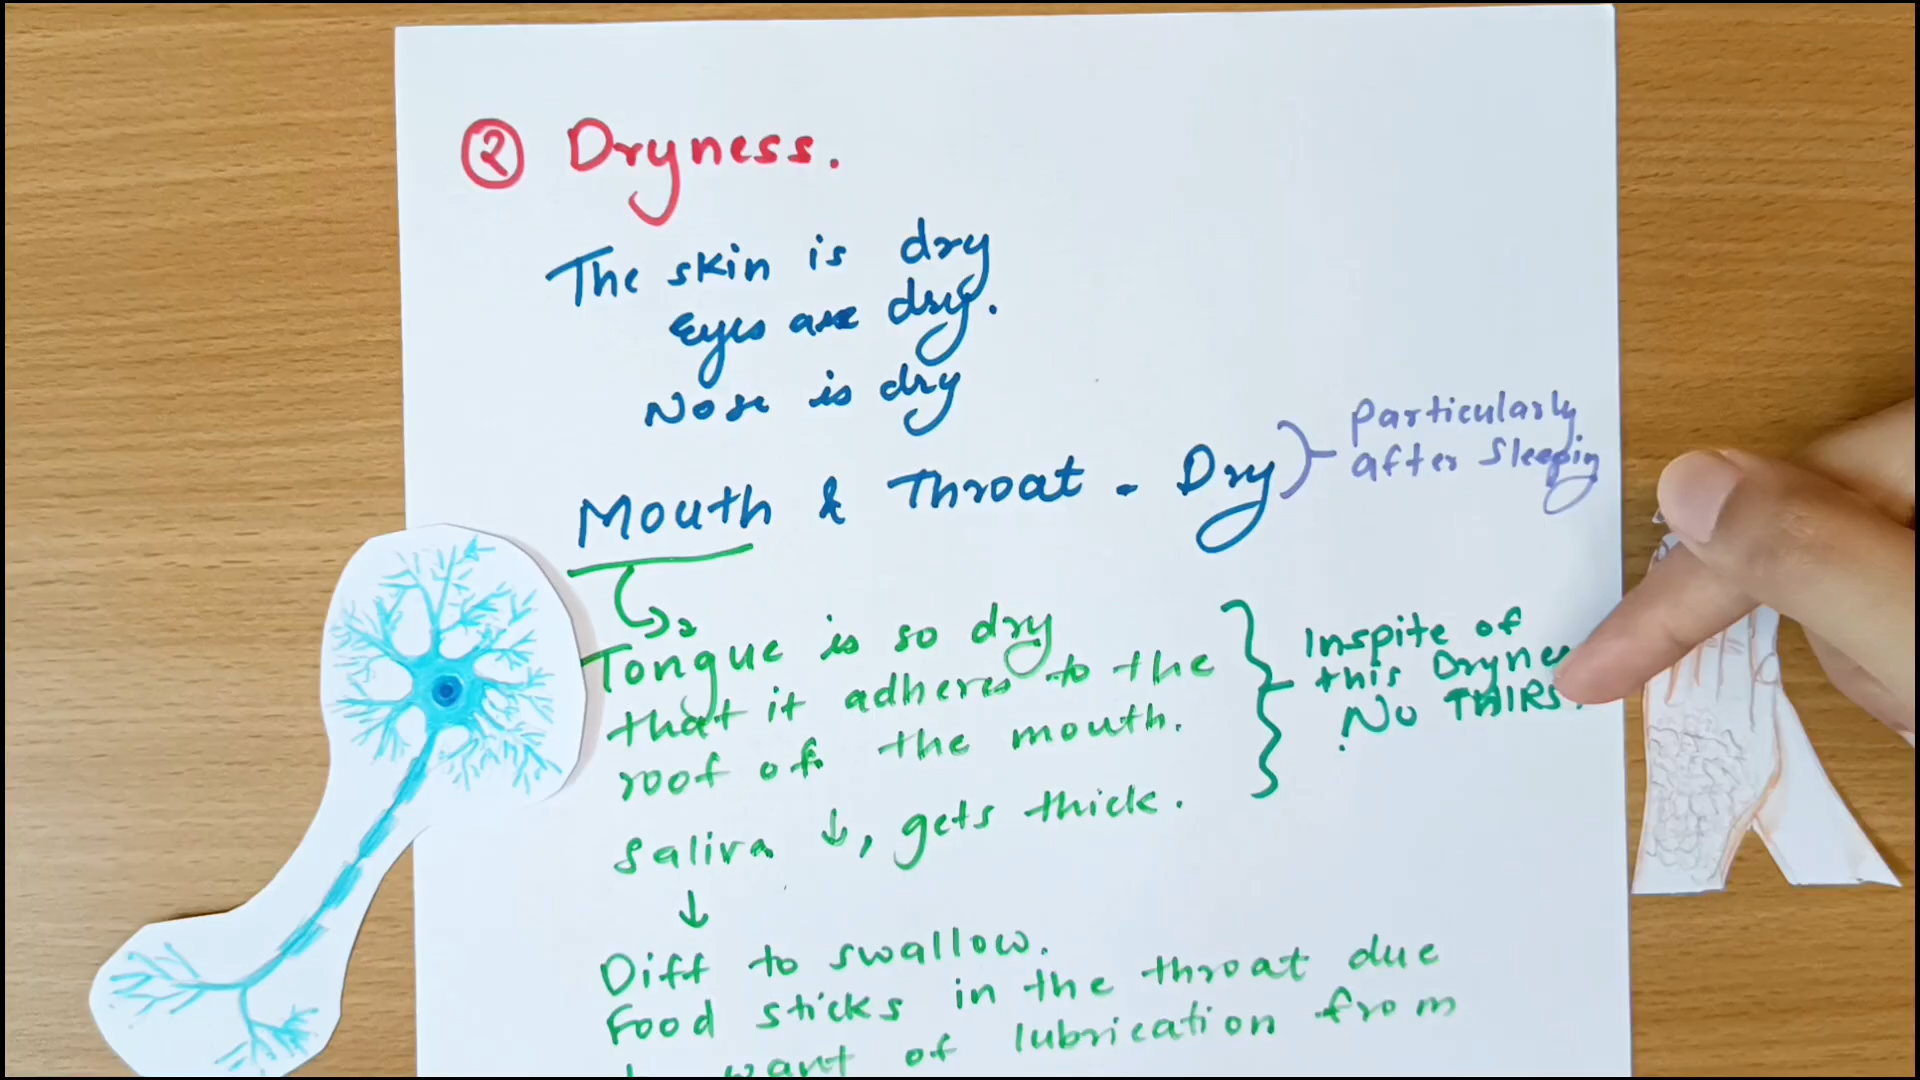 ② Dryness.
The skin is dry
Eyes are dry.
Nose is dry
Mouth & Throat - Dry
Particularly
after sleeping
Tongue is so dry
that it adheres to the
roof of the mouth.
Inspite of
this Dryne
NO THIRS
Saliva ↓, gets thick.
↓
Diff to swallow.
Food sticks in the throat due
want of lubrication from